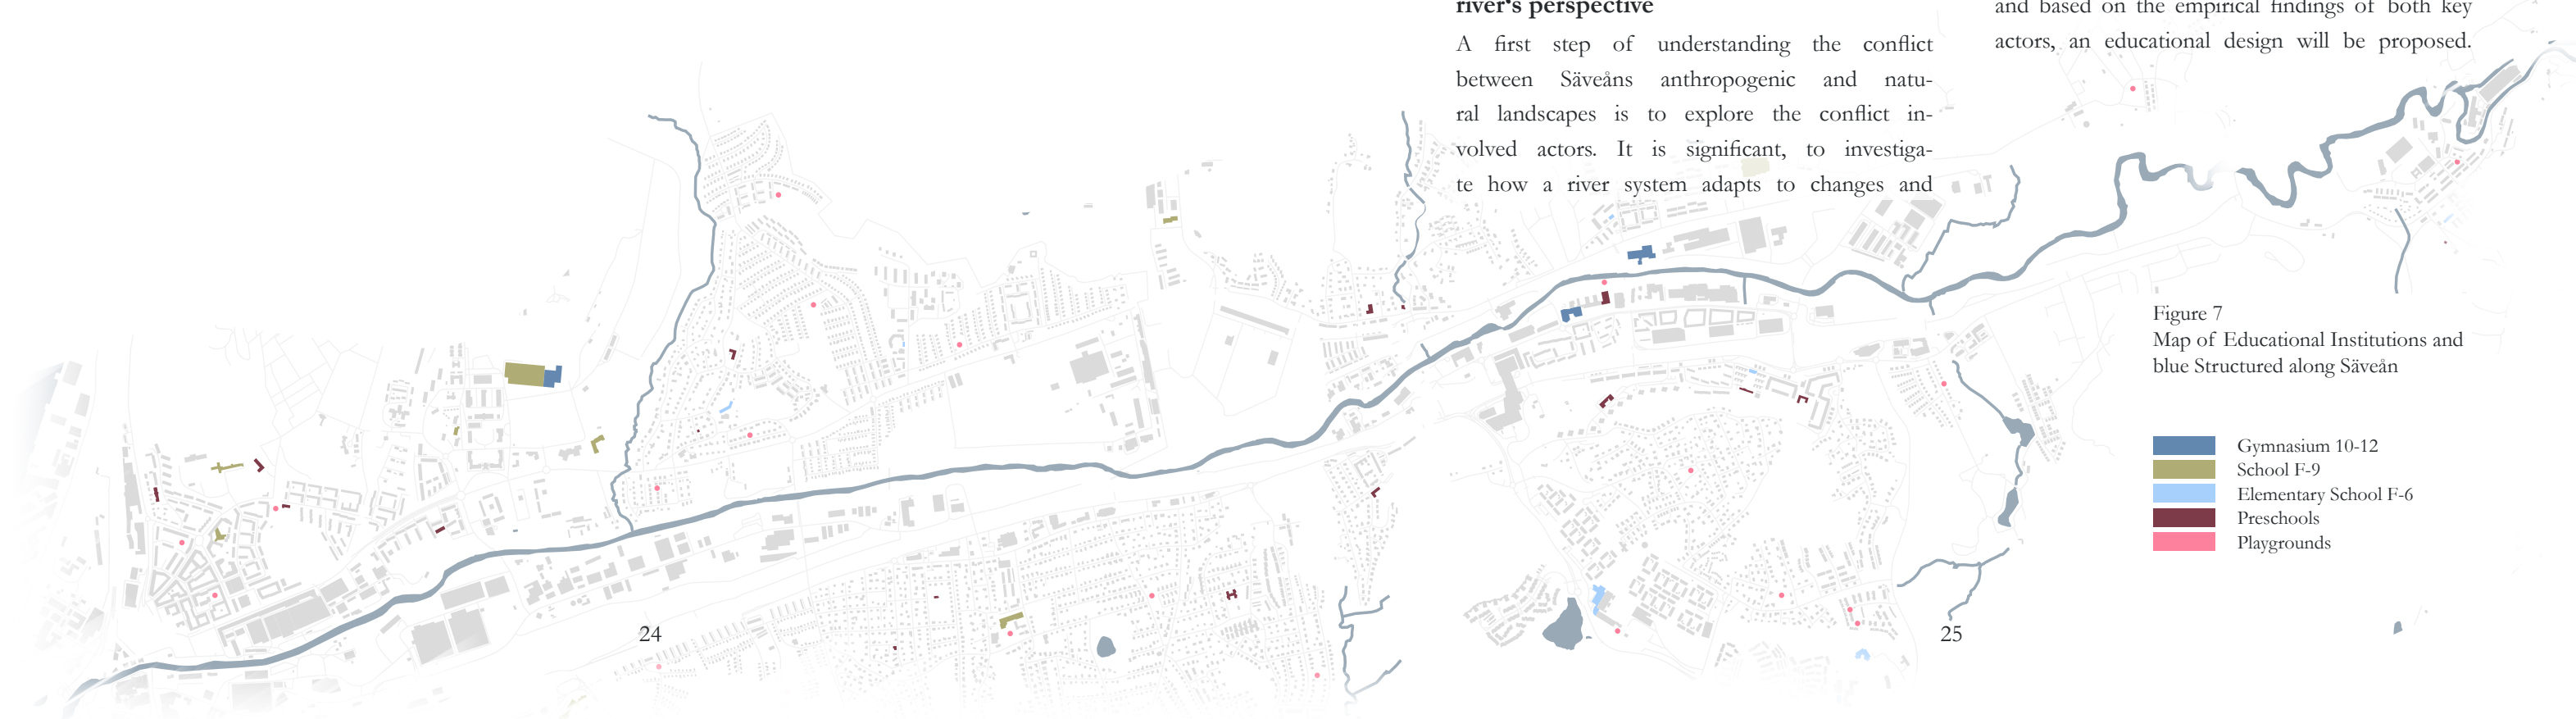 river's perspective
A first step of understanding the conflict
between Säveåns anthropogenic and natu-
ral landscapes is to explore the conflict in-
volved actors. It is significant, to investiga-
te how a river system adapts to changes and
and based on the empirical findings of both key
actors, an educational design will be proposed.
Figure 7
Map of Educational Institutions and
blue Structured along Säveån
Gymnasium 10-12
School F-9
Elementary School F-6
Preschools
Playgrounds
24
25